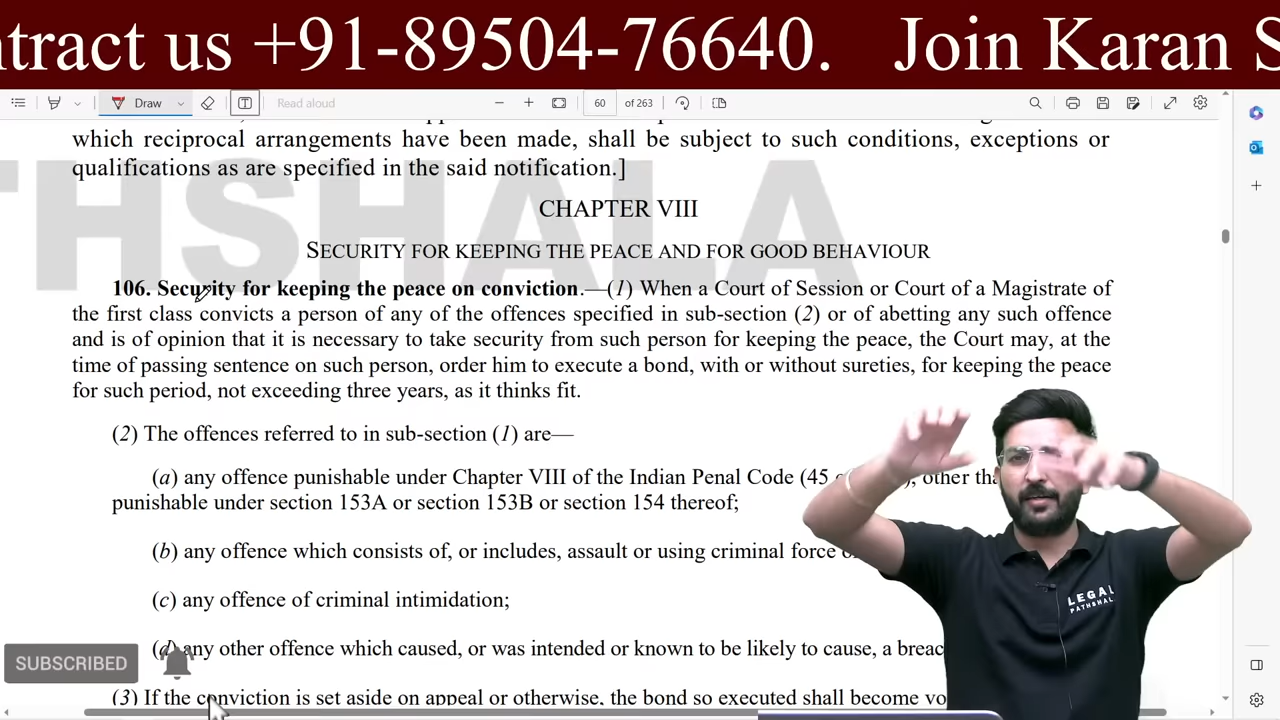 ntract us +91-89504-76640. Join Karan S
Draw
Read aloud
60 of 263
which reciprocal arrangements have been made, shall be subject to such conditions, exceptions or
qualifications as are specified in the said notification.]
THSHALA
CHAPTER VIII
SECURITY FOR KEEPING THE PEACE AND FOR GOOD BEHAVIOUR
106. Security for keeping the peace on conviction.—(1) When a Court of Session or Court of a Magistrate of
the first class convicts a person of any of the offences specified in sub-section (2) or of abetting any such offence
and is of opinion that it is necessary to take security from such person for keeping the peace, the Court may, at the
time of passing sentence on such person, order him to execute a bond, with or without sureties, for keeping the peace
for such period, not exceeding three years, as it thinks fit.
(2) The offences referred to in sub-section (1) are—
(a) any offence punishable under Chapter VIII of the Indian Penal Code (45 other
punishable under section 153A or section 153B or section 154 thereof;
(b) any offence which consists of, or includes, assault or using criminal force
(c) any offence of criminal intimidation;
(d) any other offence which caused, or was intended or known to be likely to cause, a breac
(3) If the conviction is set aside on appeal or otherwise, the bond so executed shall become vo
LEGAL
PATHSHALA
SUBSCRIBED